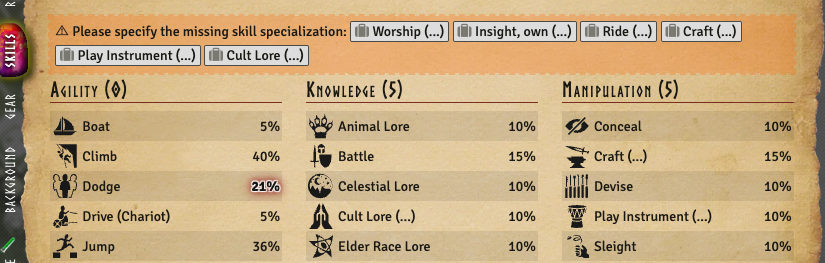 ⚠ Please specify the missing skill specialization: Worship (...) Insight, own (...) Ride (...) Craft (...)
Play Instrument (...) Cult Lore (...)
SKILLS
GEAR
BACKGROUND
Agility (0) Knowledge (5) Manipulation (5)
Boat 5% Animal Lore 10% Conceal 10%
Climb 40% Battle 15% Craft (...) 15%
Dodge 21% Celestial Lore 10% Devise 10%
Drive (Chariot) 5% Cult Lore (...) 10% Play Instrument (...) 10%
Jump 36% Elder Race Lore 10% Sleight 10%